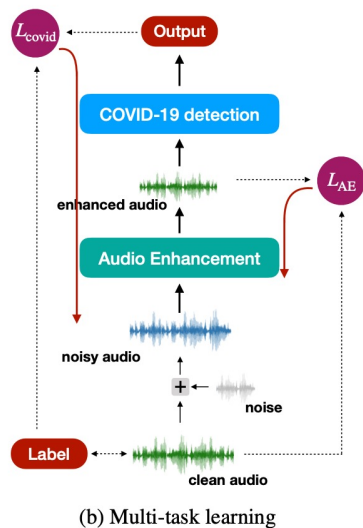 L_covid
Output
COVID-19 detection
enhanced audio
L_AE
Audio Enhancement
noisy audio
+
noise
Label
clean audio
(b) Multi-task learning